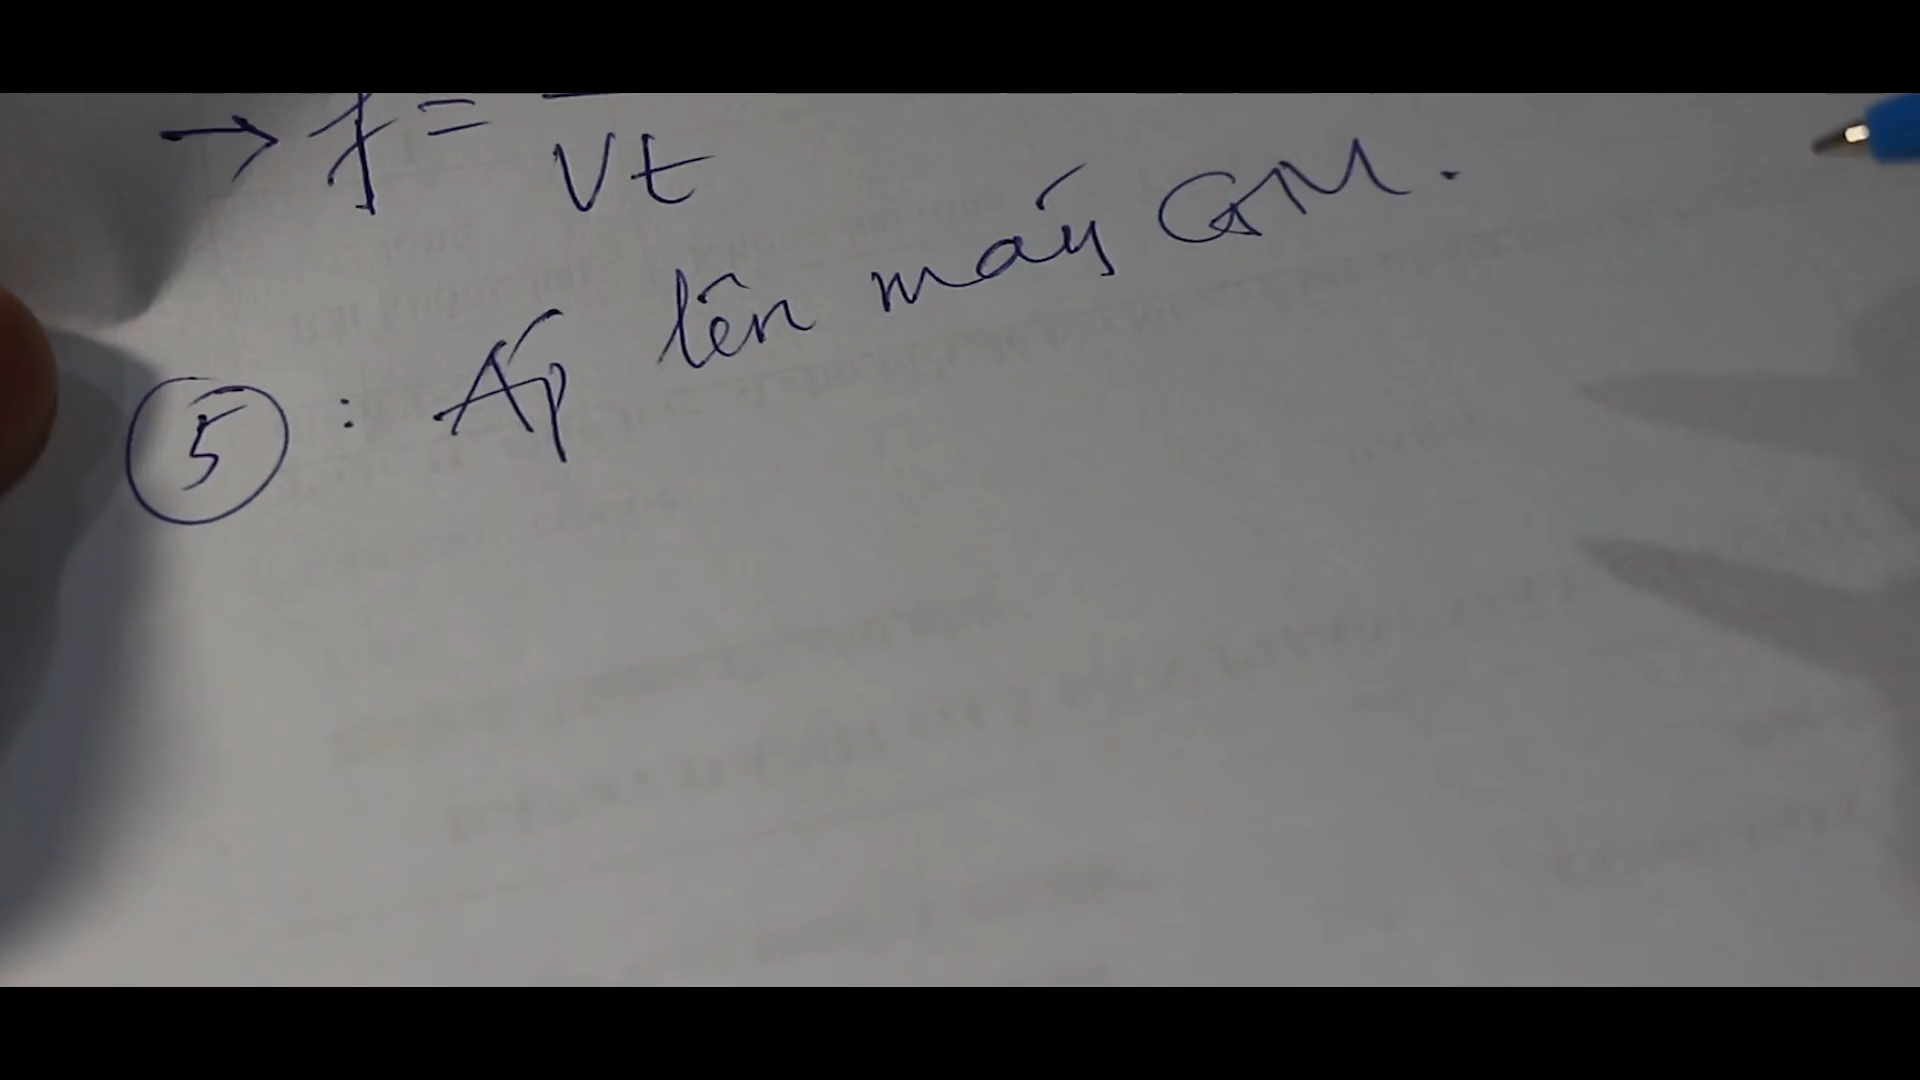 → f =
Vt
⑤ : Áp lên máy GM.